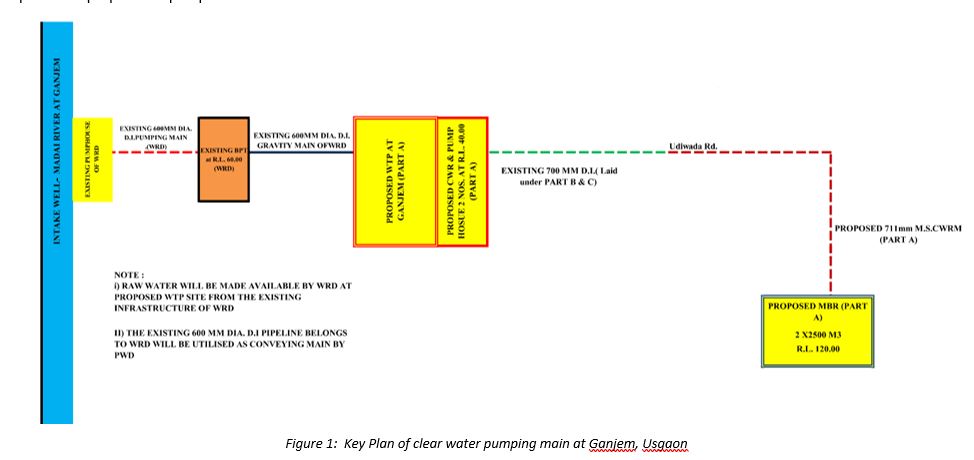 INTAKE WELL- MADAI RIVER AT GANJEM
EXISTING PUMPHOUSE
OF WRD
EXISTING 600MM DIA.
D.I.PUMPING MAIN
.(WRD)
EXISTING BPT
at R.L. 60.00
(WRD)
EXISTING 600MM DIA. D.I.
GRAVITY MAIN OFWRD
PROPOSED WTP AT
GANJEM (PART A)
PROPOSED CWR & PUMP
HOSUE 2 NOS. AT R.L. 40.00
(PART A)
EXISTING 700 MM D.I.( Laid
under PART B & C)
Udiwada Rd.
PROPOSED 711mm M.S.CWRM
(PART A)
PROPOSED MBR (PART
A)
2 X2500 M3
R.L. 120.00
NOTE :
i) RAW WATER WILL BE MADE AVAILABLE BY WRD AT
PROPOSED WTP SITE FROM THE EXISTING
INFRASTRUCTURE OF WRD
II) THE EXISTING 600 MM DIA. D.I PIPELINE BELONGS
TO WRD WILL BE UTILISED AS CONVEYING MAIN BY
PWD
Figure 1: Key Plan of clear water pumping main at Ganjem, Usgaon